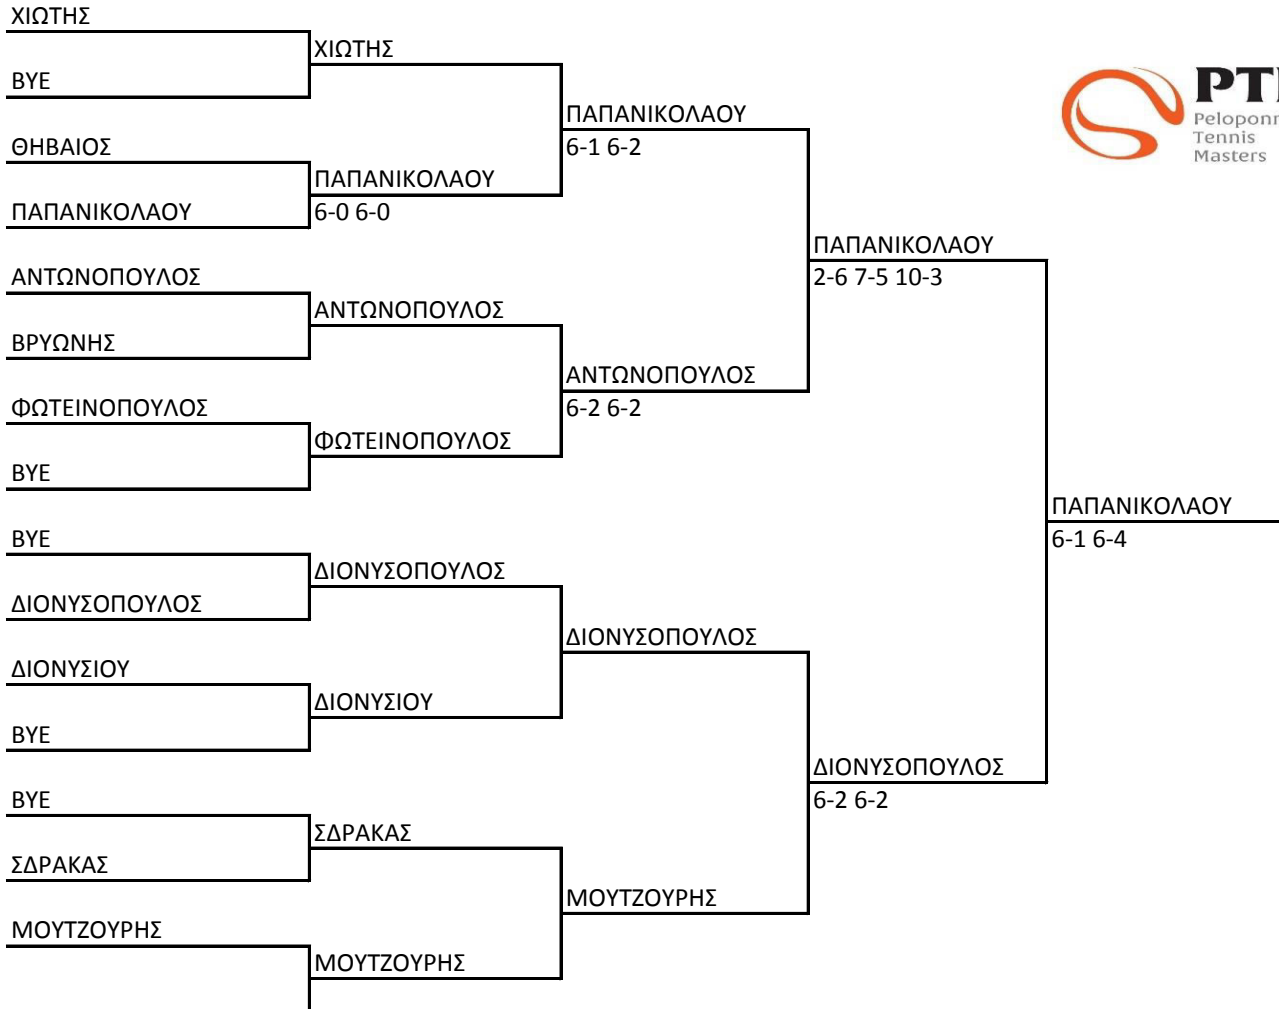 ΧΙΩΤΗΣ
BYE
ΘΗΒΑΙΟΣ
ΠΑΠΑΝΙΚΟΛΑΟΥ
ΑΝΤΩΝΟΠΟΥΛΟΣ
ΒΡΥΩΝΗΣ
ΦΩΤΕΙΝΟΠΟΥΛΟΣ
BYE
BYE
ΔΙΟΝΥΣΟΠΟΥΛΟΣ
ΔΙΟΝΥΣΙΟΥ
BYE
BYE
ΣΔΡΑΚΑΣ
ΜΟΥΤΖΟΥΡΗΣ
ΧΙΩΤΗΣ
ΠΑΠΑΝΙΚΟΛΑΟΥ
6-0 6-0
ΑΝΤΩΝΟΠΟΥΛΟΣ
ΦΩΤΕΙΝΟΠΟΥΛΟΣ
ΔΙΟΝΥΣΟΠΟΥΛΟΣ
ΔΙΟΝΥΣΙΟΥ
ΣΔΡΑΚΑΣ
ΜΟΥΤΖΟΥΡΗΣ
ΠΑΠΑΝΙΚΟΛΑΟΥ
6-1 6-2
ΑΝΤΩΝΟΠΟΥΛΟΣ
6-2 6-2
ΔΙΟΝΥΣΟΠΟΥΛΟΣ
ΜΟΥΤΖΟΥΡΗΣ
ΠΑΠΑΝΙΚΟΛΑΟΥ
2-6 7-5 10-3
ΔΙΟΝΥΣΟΠΟΥΛΟΣ
6-2 6-2
ΠΑΠΑΝΙΚΟΛΑΟΥ
6-1 6-4
Tennis
Masters